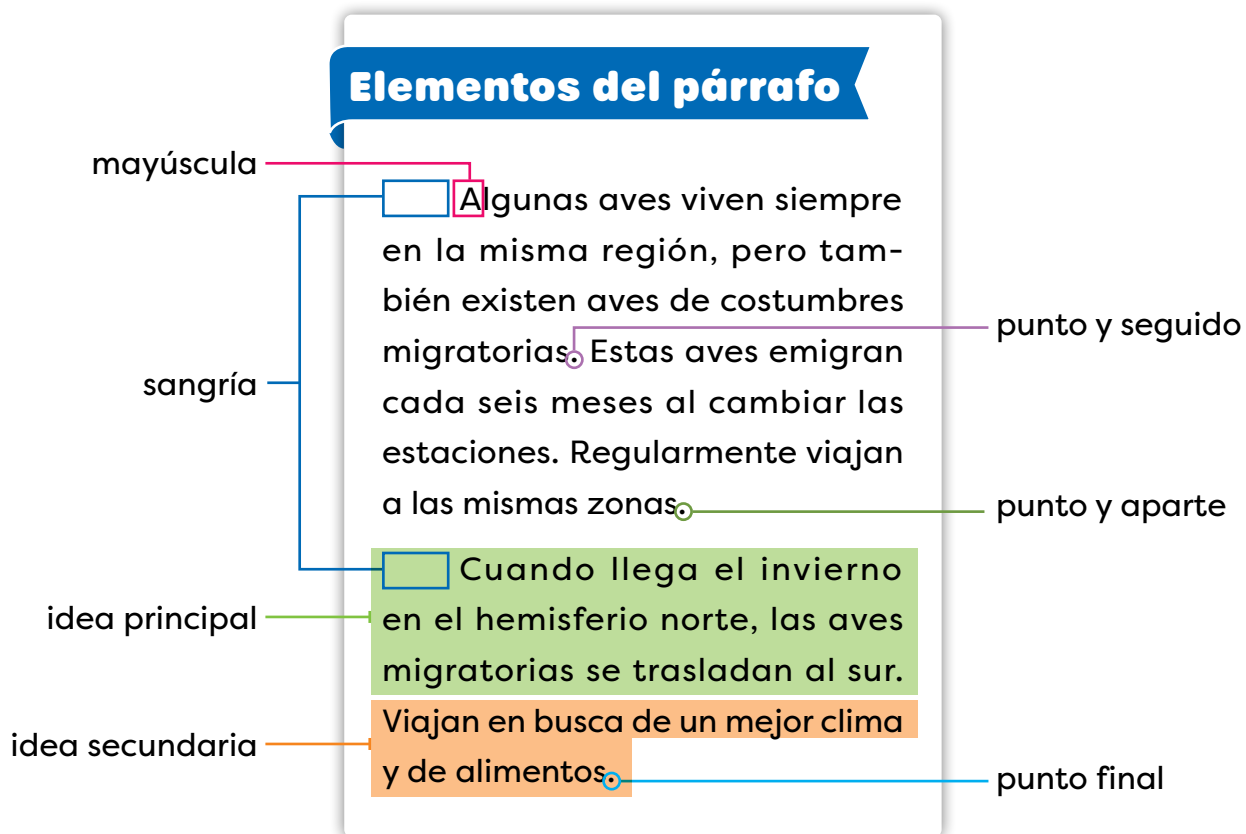 Elementos del párrafo
mayúscula
Algunas aves viven siempre
en la misma región, pero tam-
bién existen aves de costumbres
punto y seguido
migratorias. Estas aves emigran
sangría
cada seis meses al cambiar las
estaciones. Regularmente viajan
a las mismas zonas.
punto y aparte
Cuando llega el invierno
idea principal
en el hemisferio norte, las aves
migratorias se trasladan al sur.
idea secundaria
Viajan en busca de un mejor clima
y de alimentos.
punto final